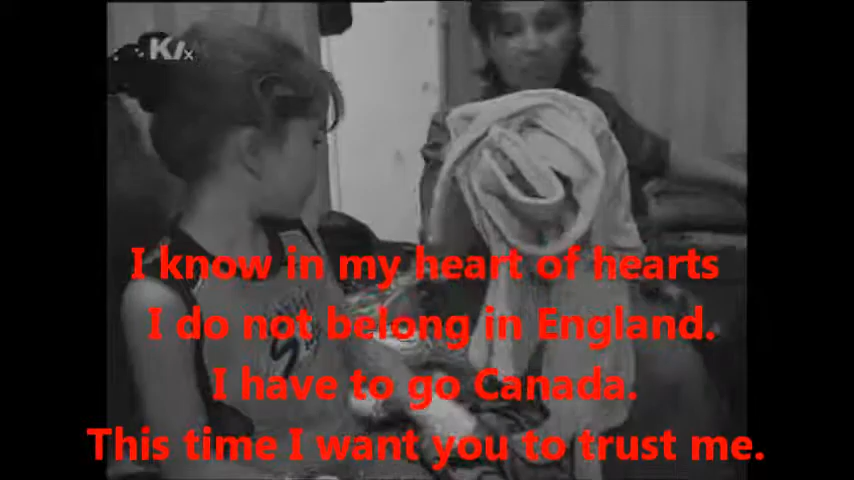 I know in my heart of hearts
I do not belong in England.
I have to go Canada.
This time I want you to trust me.